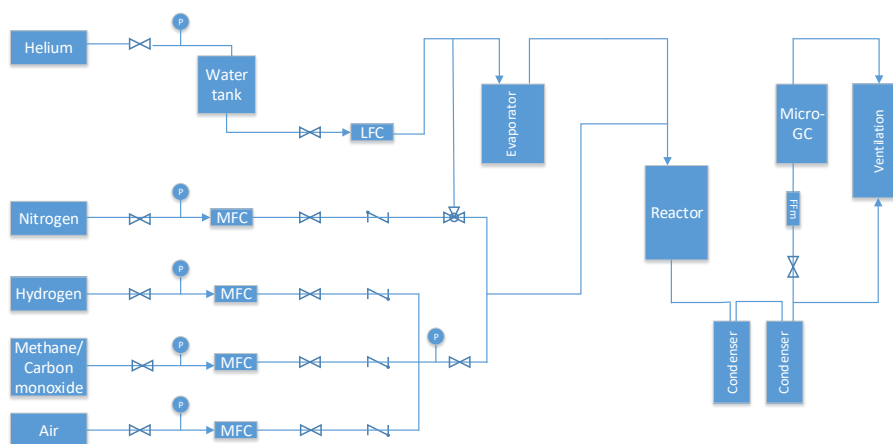 Helium
P
Water
tank
LFC
Evaporator
Micro-
GC
Ventilation
FFm
Nitrogen
P
MFC
Reactor
Hydrogen
P
MFC
Methane/
Carbon
monoxide
P
MFC
P
Air
P
MFC
Condenser
Condenser